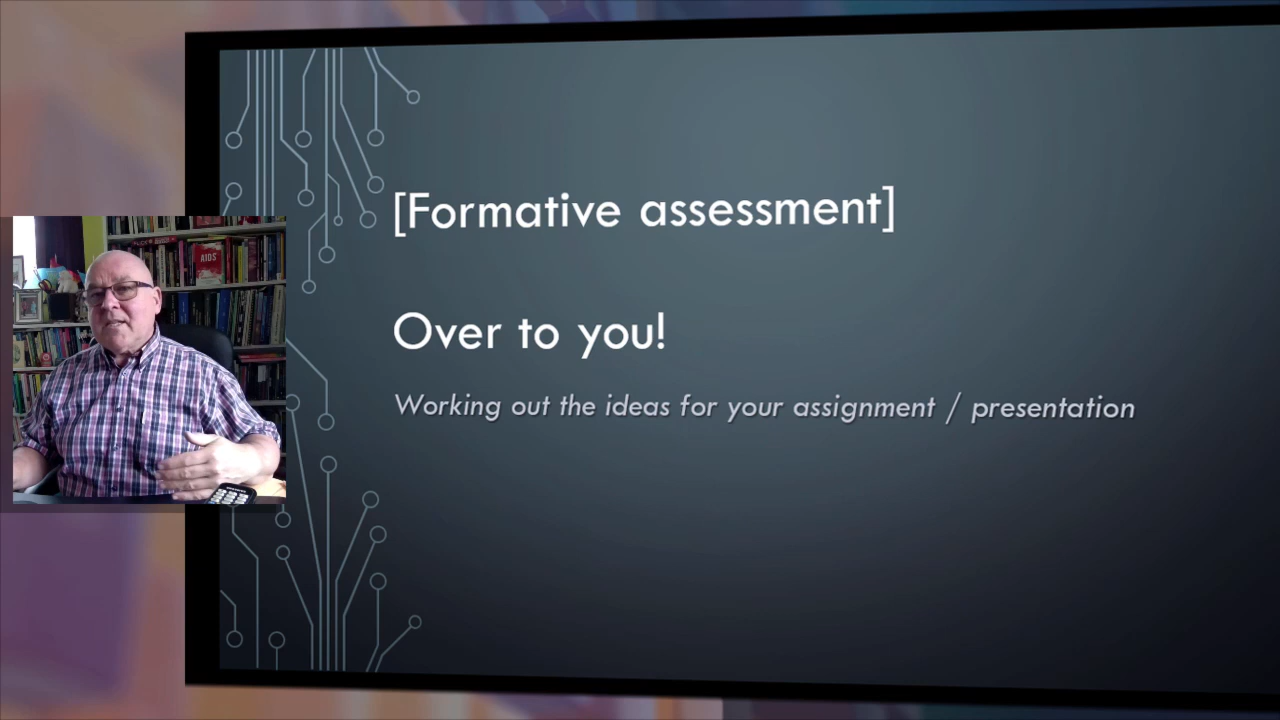 [Formative assessment]
Over to you!
Working out the ideas for your assignment / presentation
AIDS